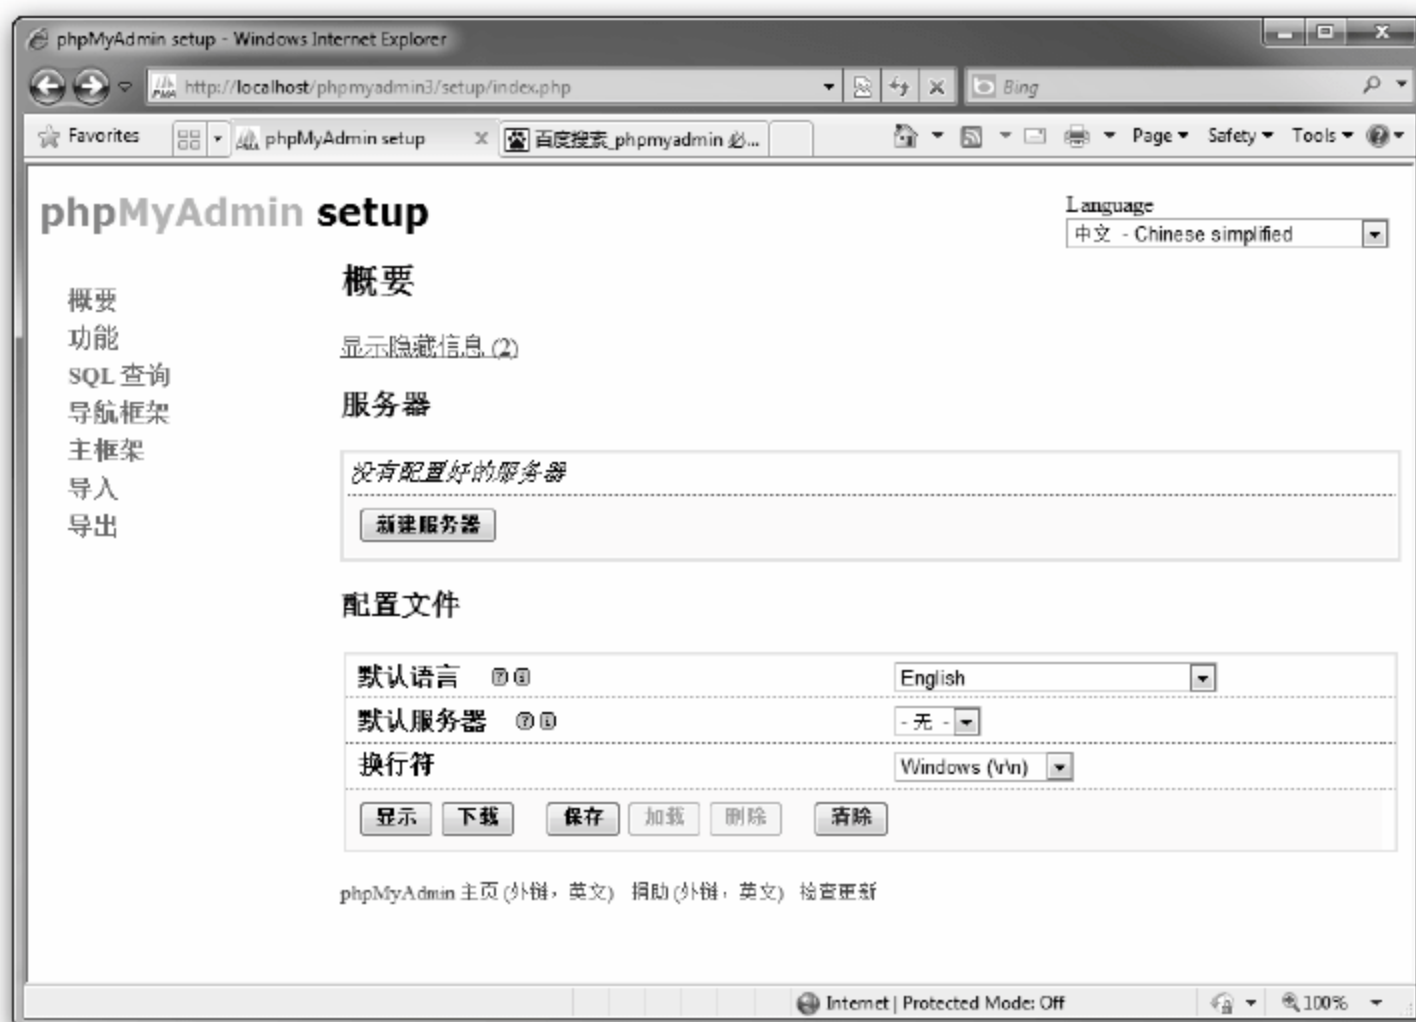 phpMyAdmin setup - Windows Internet Explorer
http://localhost/phpmyadmin3/setup/index.php
Bing
Favorites
phpMyAdmin setup
百度搜索_phpmyadmin 必...
Page
Safety
Tools
phpMyAdmin setup
Language
中文 - Chinese simplified
概要
功能
SQL 查询
导航框架
主框架
导入
导出
概要
显示隐藏信息 (2)
服务器
没有配置好的服务器
新建服务器
配置文件
默认语言
English
默认服务器
- 无 -
换行符
Windows (\r\n)
显示 下载 保存 加载 删除 清除
phpMyAdmin 主页 (外链，英文) 捐助 (外链，英文) 检查更新
Internet | Protected Mode: Off
100%